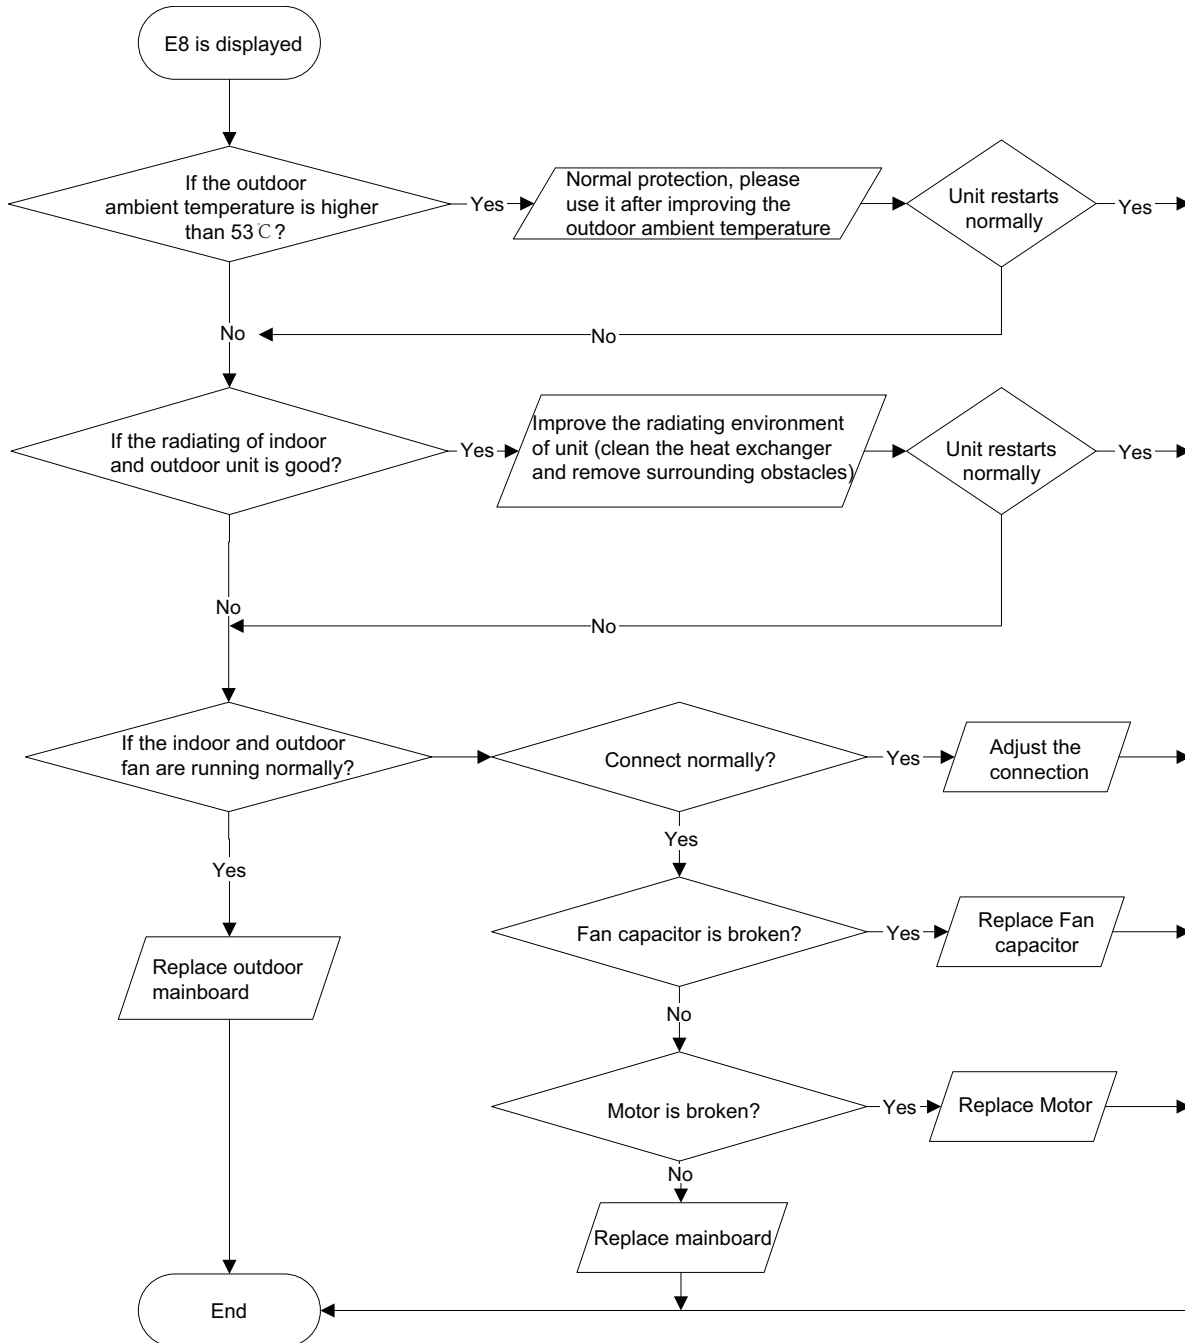 E8 is displayed
If the outdoor
ambient temperature is higher
than 53℃?
Yes
Normal protection, please
use it after improving the
outdoor ambient temperature
Unit restarts
normally
Yes
No
No
If the radiating of indoor
and outdoor unit is good?
Yes
Improve the radiating environment
of unit (clean the heat exchanger
and remove surrounding obstacles)
Unit restarts
normally
Yes
No
No
If the indoor and outdoor
fan are running normally?
Connect normally?
Yes
Adjust the
connection
Yes
Yes
Replace outdoor
mainboard
Fan capacitor is broken?
Yes
Replace Fan
capacitor
No
Motor is broken?
Yes
Replace Motor
No
Replace mainboard
End